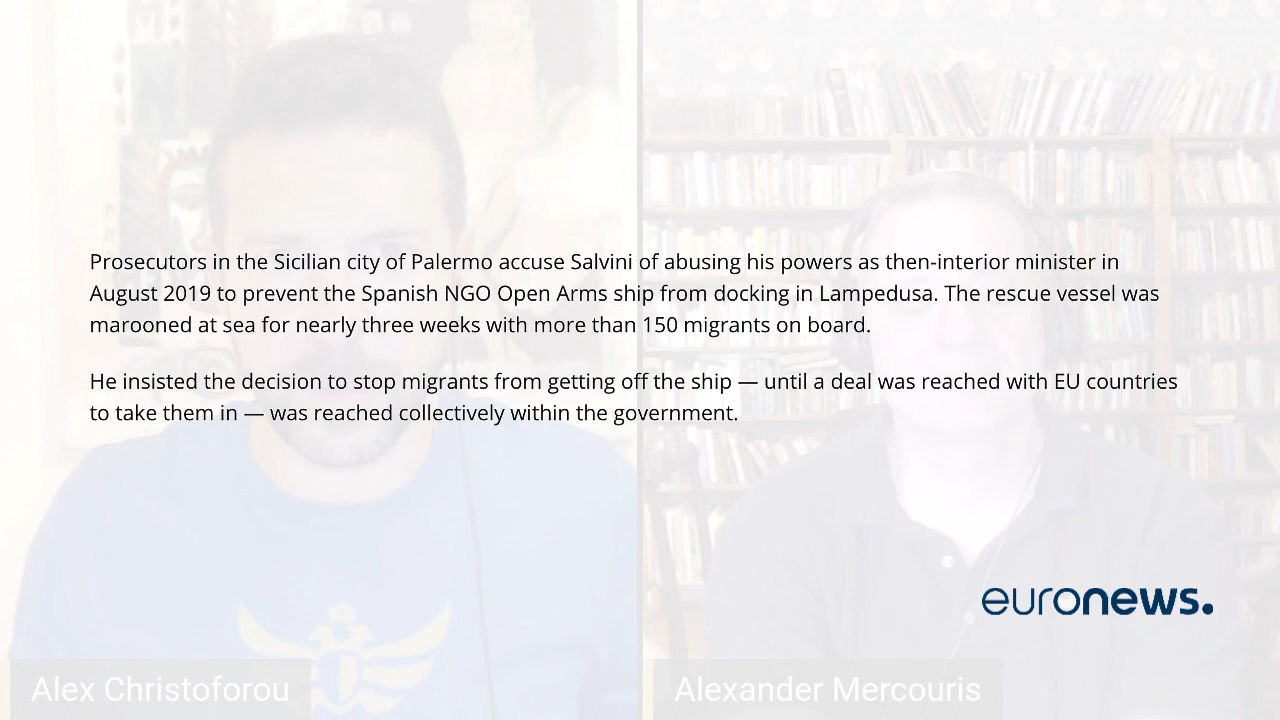 Prosecutors in the Sicilian city of Palermo accuse Salvini of abusing his powers as then-interior minister in
August 2019 to prevent the Spanish NGO Open Arms ship from docking in Lampedusa. The rescue vessel was
marooned at sea for nearly three weeks with more than 150 migrants on board.
He insisted the decision to stop migrants from getting off the ship — until a deal was reached with EU countries
to take them in — was reached collectively within the government.
euronews.
Alex Christoforou
Alexander Mercouris